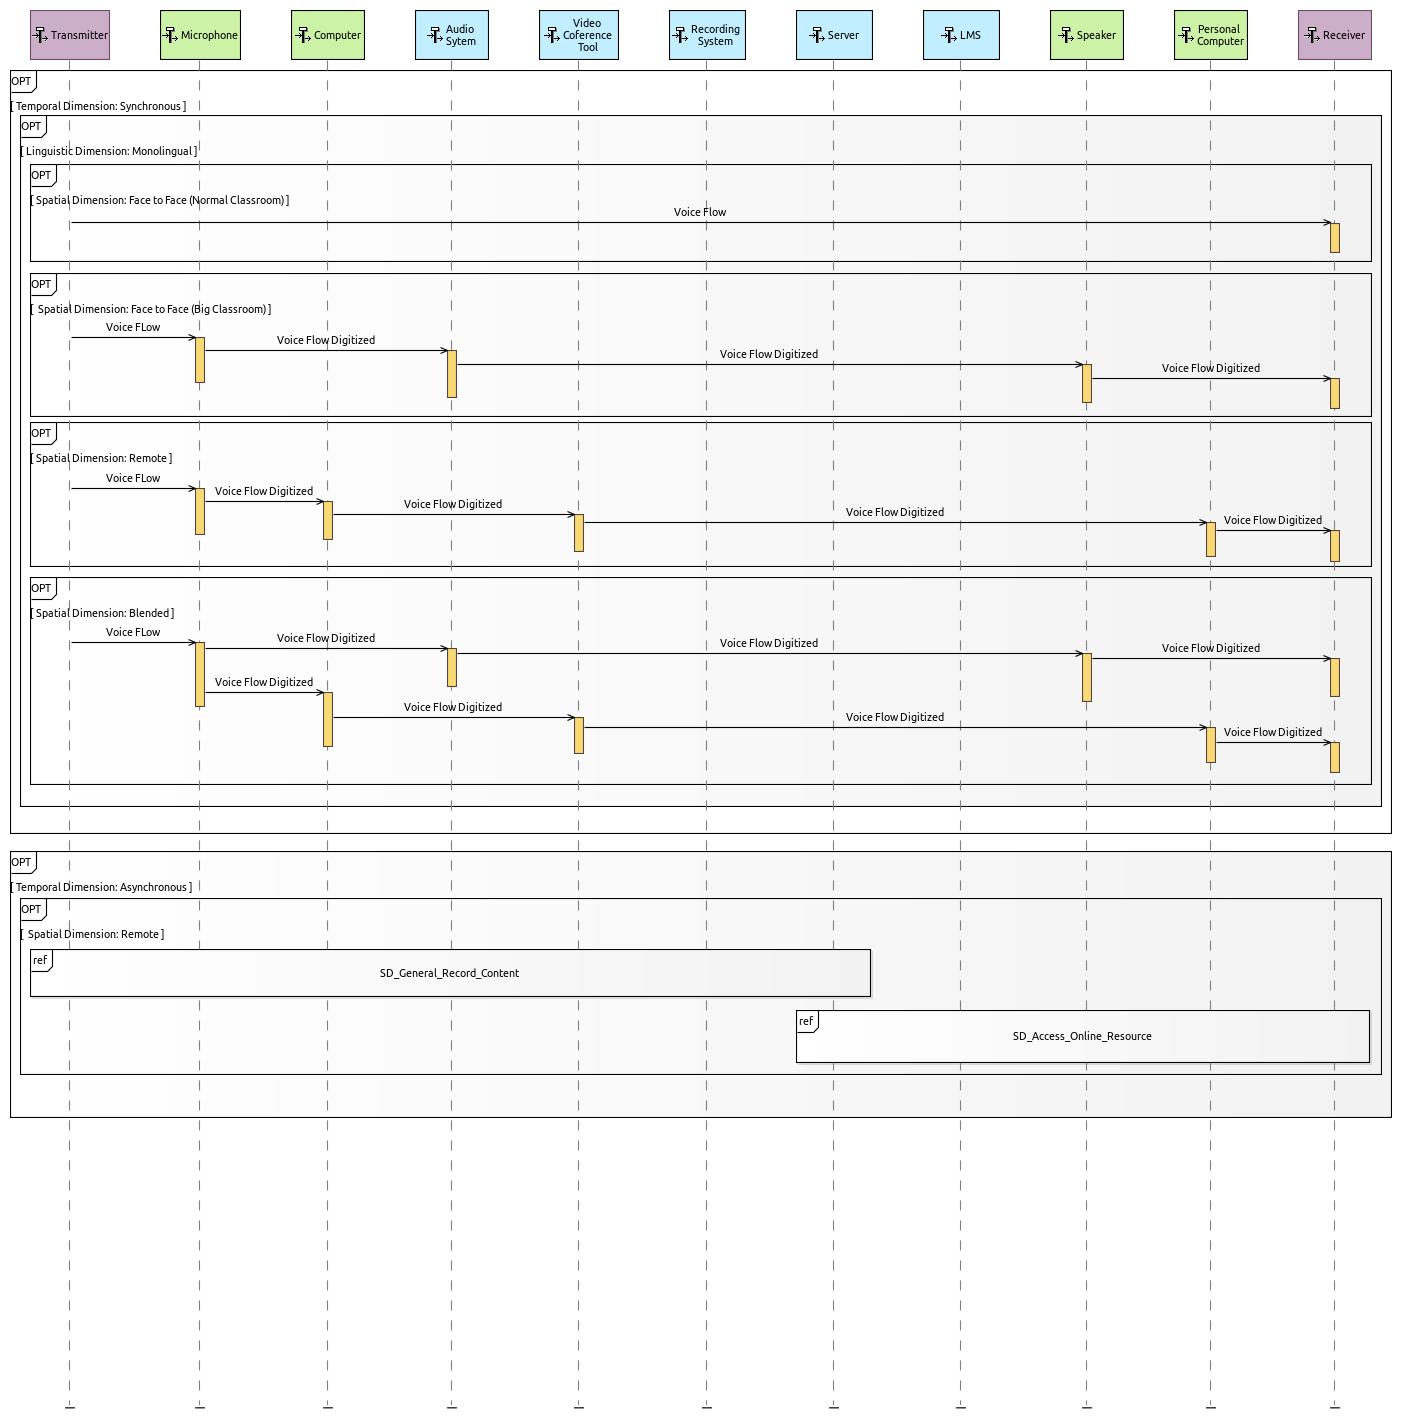 Transmitter
Microphone
Computer
Audio
Sytem
Video
Coference
Tool
Recording
System
Server
LMS
Speaker
Personal
Computer
Receiver
OPT
[ Temporal Dimension: Synchronous ]
OPT
[ Linguistic Dimension: Monolingual ]
OPT
[ Spatial Dimension: Face to Face (Normal Classroom) ]
Voice Flow
OPT
[ Spatial Dimension: Face to Face (Big Classroom) ]
Voice FLow
Voice Flow Digitized
Voice Flow Digitized
Voice Flow Digitized
OPT
[ Spatial Dimension: Remote ]
Voice FLow
Voice Flow Digitized
Voice Flow Digitized
Voice Flow Digitized
Voice Flow Digitized
OPT
[ Spatial Dimension: Blended ]
Voice FLow
Voice Flow Digitized
Voice Flow Digitized
Voice Flow Digitized
Voice Flow Digitized
Voice Flow Digitized
Voice Flow Digitized
Voice Flow Digitized
OPT
[ Temporal Dimension: Asynchronous ]
OPT
[ Spatial Dimension: Remote ]
ref
SD_General_Record_Content
ref
SD_Access_Online_Resource